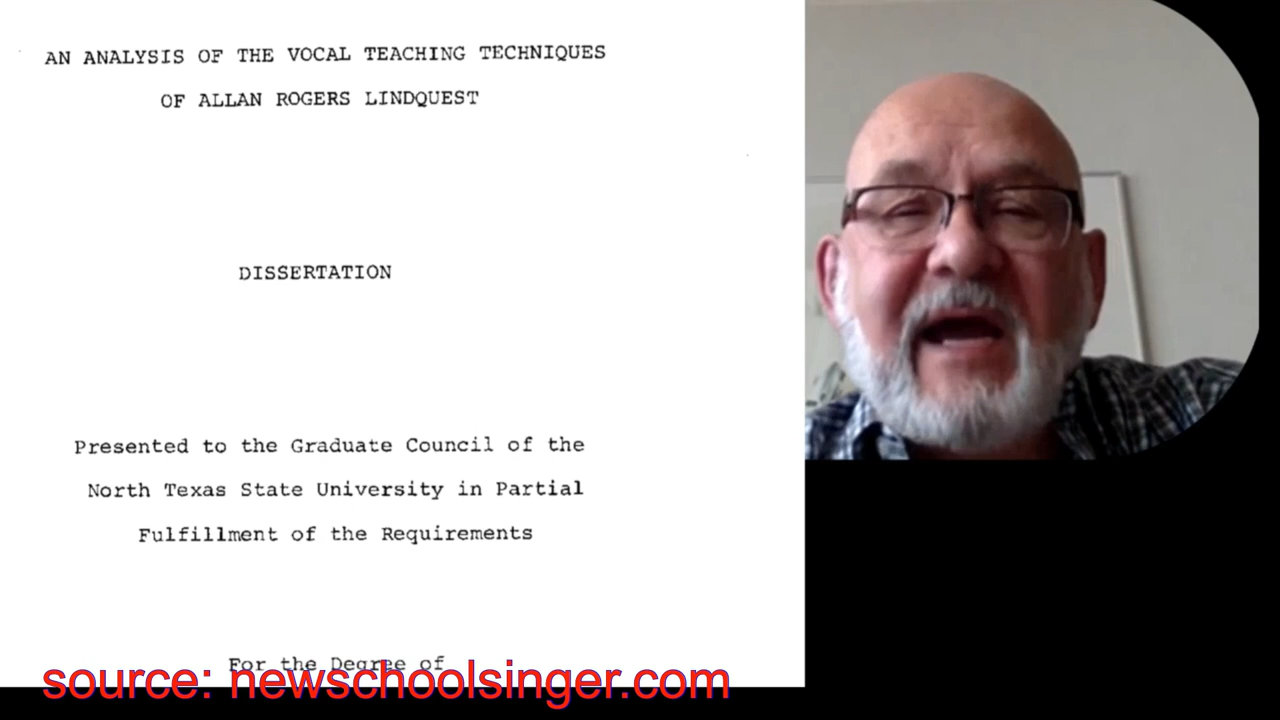 AN ANALYSIS OF THE VOCAL TEACHING TECHNIQUES
OF ALLAN ROGERS LINDQUEST
DISSERTATION
Presented to the Graduate Council of the
North Texas State University in Partial
Fulfillment of the Requirements
For the Degree of
source: newschoolsinger.com